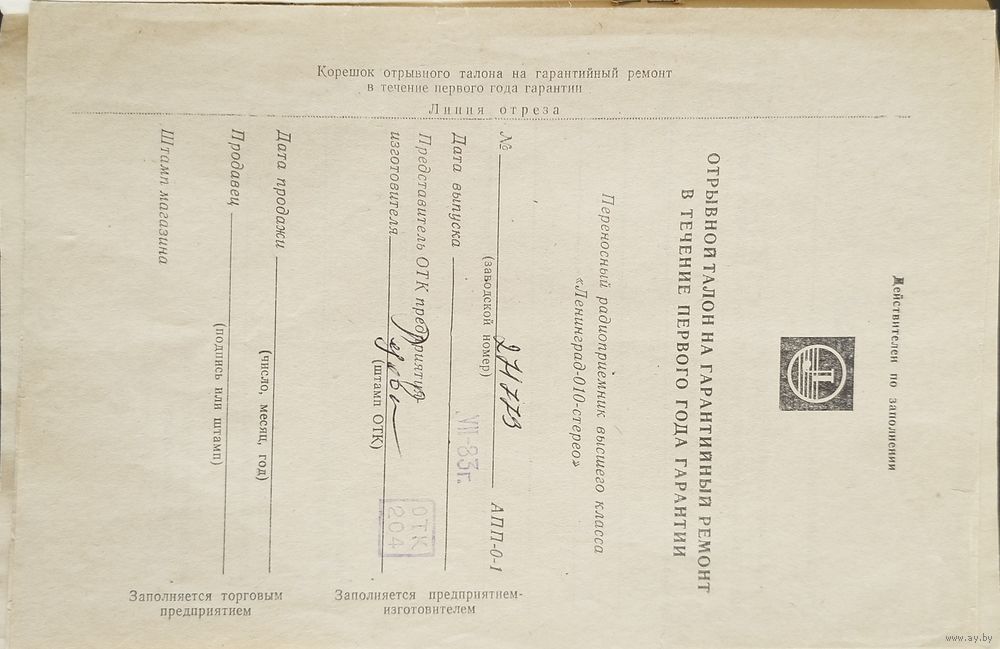 Корешок отрывного талона на гарантийный ремонт
в течение первого года гарантии
Линия отреза
Действителен по заполнении
ОТРЫВНОЙ ТАЛОН НА ГАРАНТИЙНЫЙ РЕМОНТ
В ТЕЧЕНИЕ ПЕРВОГО ГОДА ГАРАНТИИ
Переносный радиоприемник высшего класса
«Ленинград-010-стерео»
№ АПП-0-1
(заводской номер)
Дата выпуска VII-83г.
Представитель ОТК предприятия-
изготовителя
(штамп ОТК)
ОТК
204
Заполняется предприятием-
изготовителем
Дата продажи
(число, месяц, год)
Продавец
(подпись или штамп)
Штамп магазина
Заполняется торговым
предприятием
www.ay.by